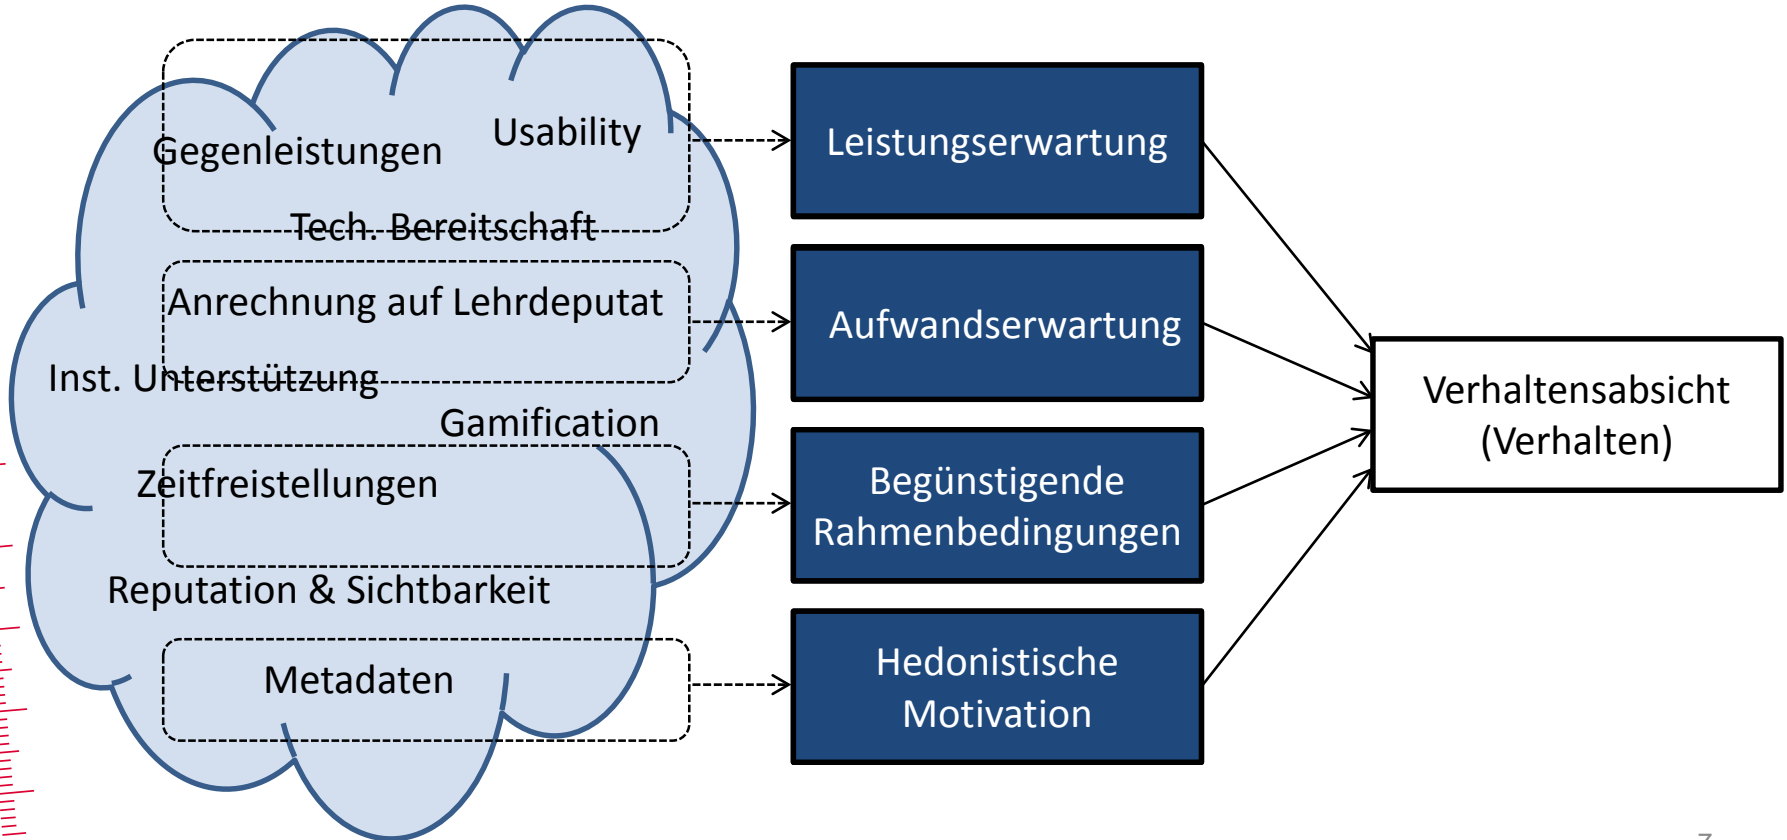 Gegenleistungen
Usability
Tech. Bereitschaft
Anrechnung auf Lehrdeputat
Inst. Unterstützung
Gamification
Zeitfreistellungen
Reputation & Sichtbarkeit
Metadaten
Leistungserwartung
Aufwandserwartung
Begünstigende
Rahmenbedingungen
Hedonistische
Motivation
Verhaltensabsicht
(Verhalten)